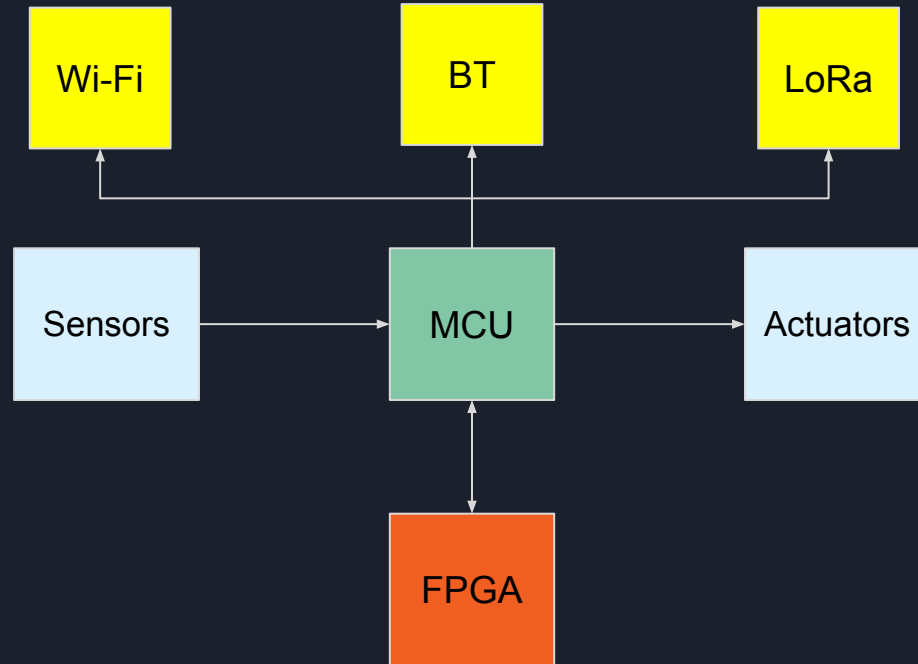 Wi-Fi
BT
LoRa
Sensors
MCU
Actuators
FPGA